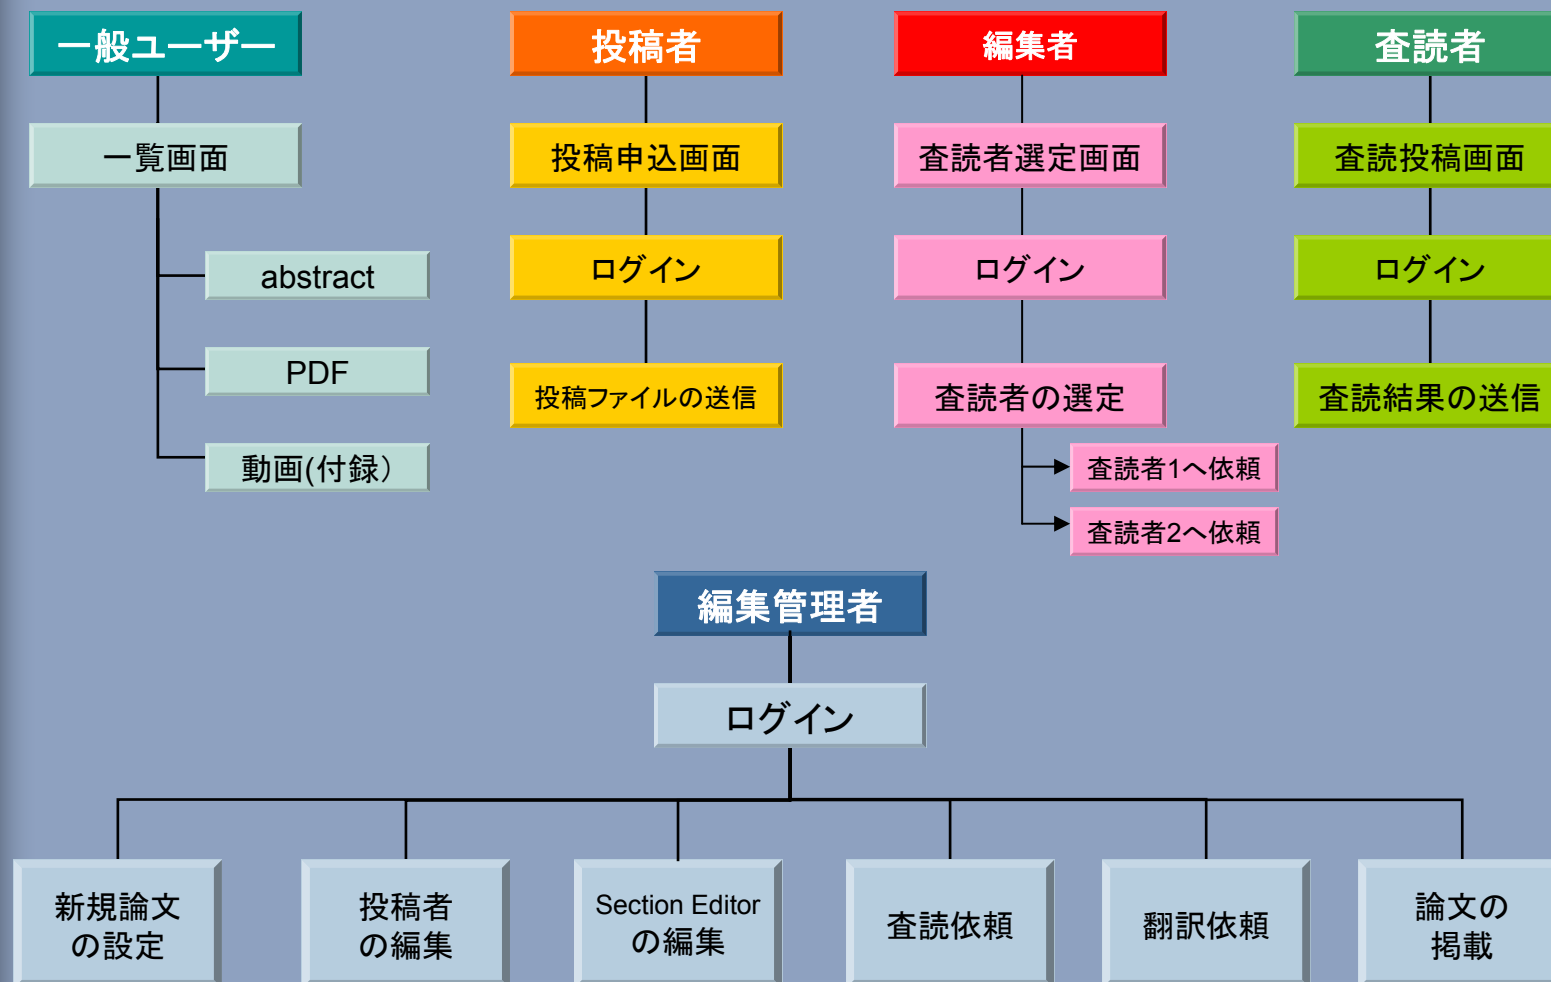 一般ユーザー
投稿者
編集者
査読者
一覧画面
投稿申込画面
査読者選定画面
査読投稿画面
abstract
ログイン
ログイン
ログイン
PDF
投稿ファイルの送信
査読者の選定
査読結果の送信
動画(付録）
査読者1へ依頼
査読者2へ依頼
編集管理者
ログイン
新規論文
の設定
投稿者
の編集
Section Editor
の編集
査読依頼
翻訳依頼
論文の
掲載